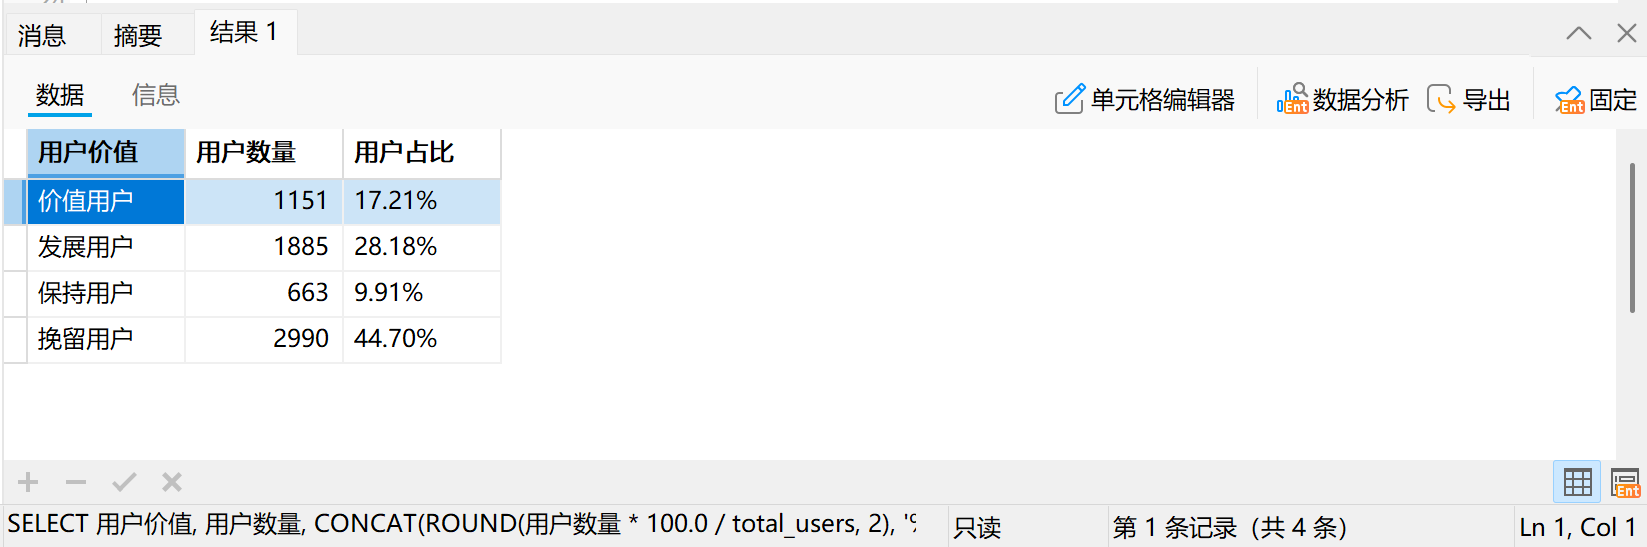 消息 摘要 结果 1
数据 信息 单元格编辑器 Ent 数据分析 导出 Ent 固定
用户价值 用户数量 用户占比
价值用户 1151 17.21%
发展用户 1885 28.18%
保持用户 663 9.91%
挽留用户 2990 44.70%
Ent
SELECT 用户价值, 用户数量, CONCAT(ROUND(用户数量 * 100.0 / total_users, 2), '% 只读 第 1 条记录 (共 4 条) Ln 1, Col 1